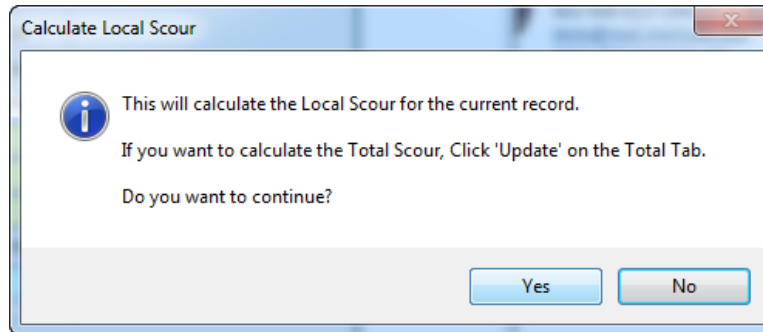 Calculate Local Scour
This will calculate the Local Scour for the current record.
If you want to calculate the Total Scour, Click 'Update' on the Total Tab.
Do you want to continue?
Yes
No